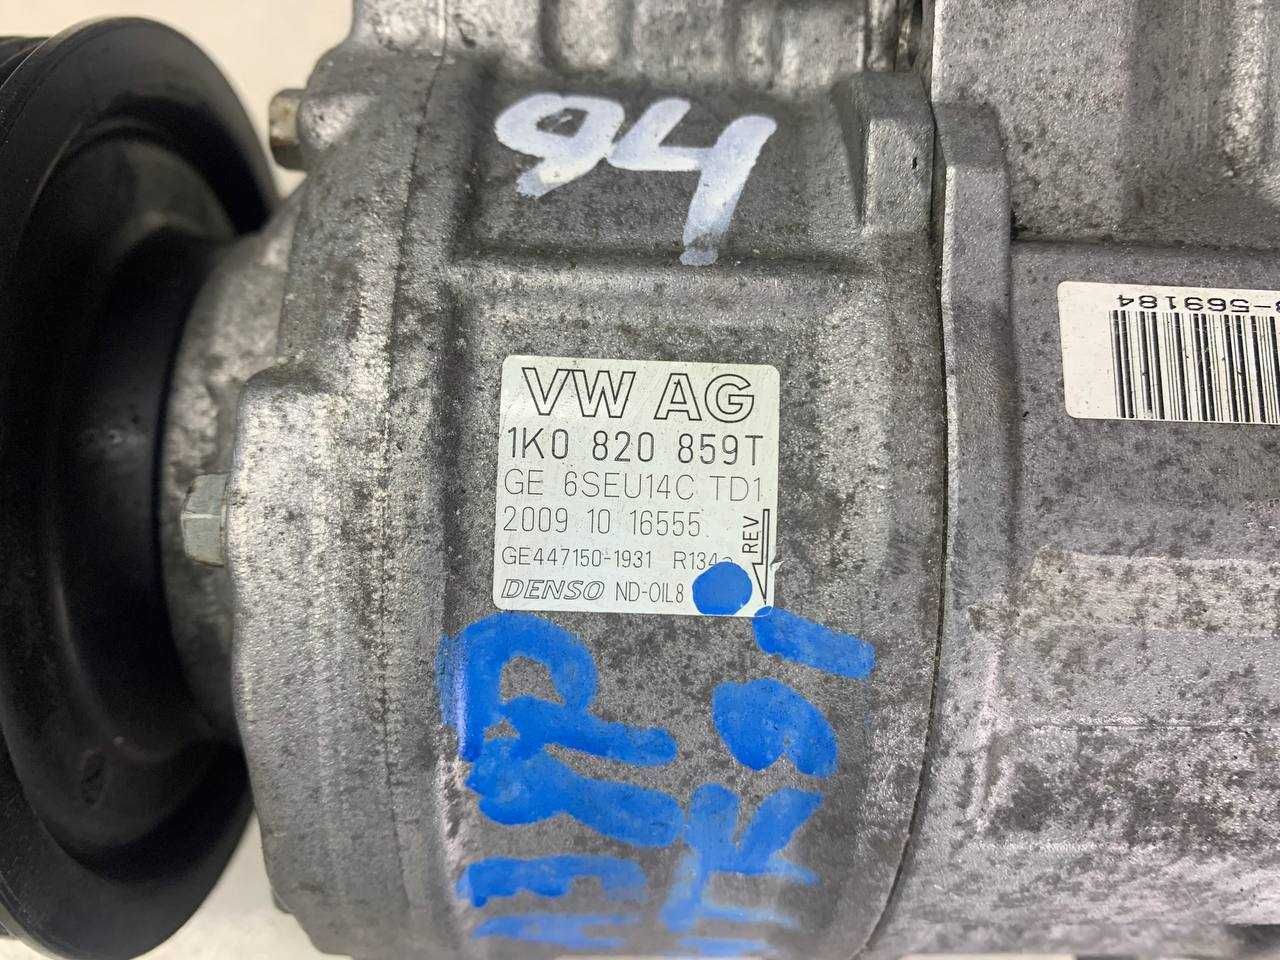 94
VW AG
1K0 820 859T
GE 6SEU14C TD1
2009 10 16555
REV
GE447150-1931 R134a
DENSO ND-OIL8
-569184